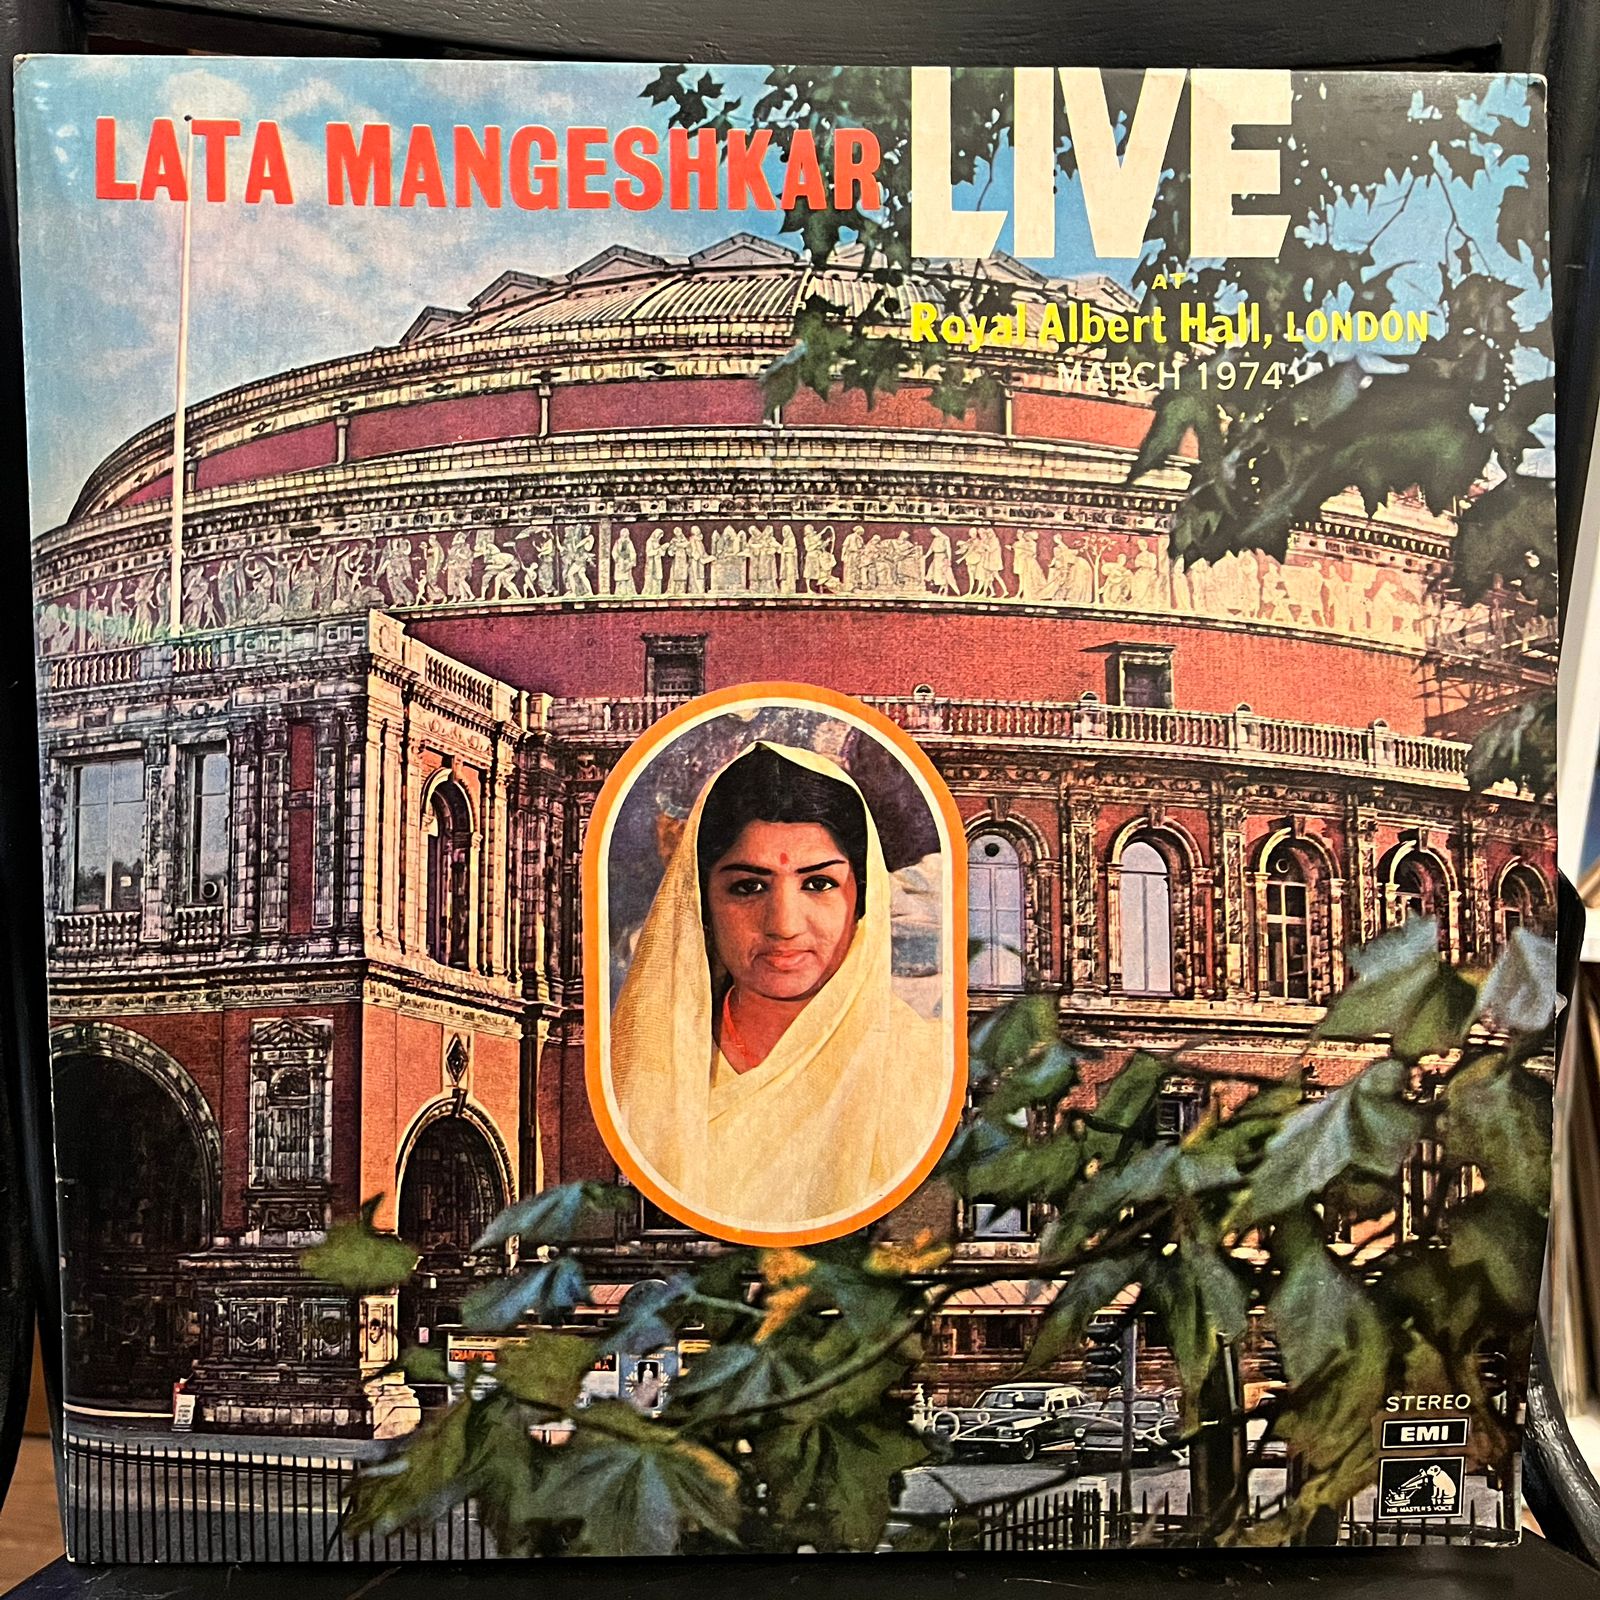 LATA MANGESHKAR LIVE
AT
Royal Albert Hall, LONDON
MARCH 1974
STEREO
EMI
HIS MASTER'S VOICE